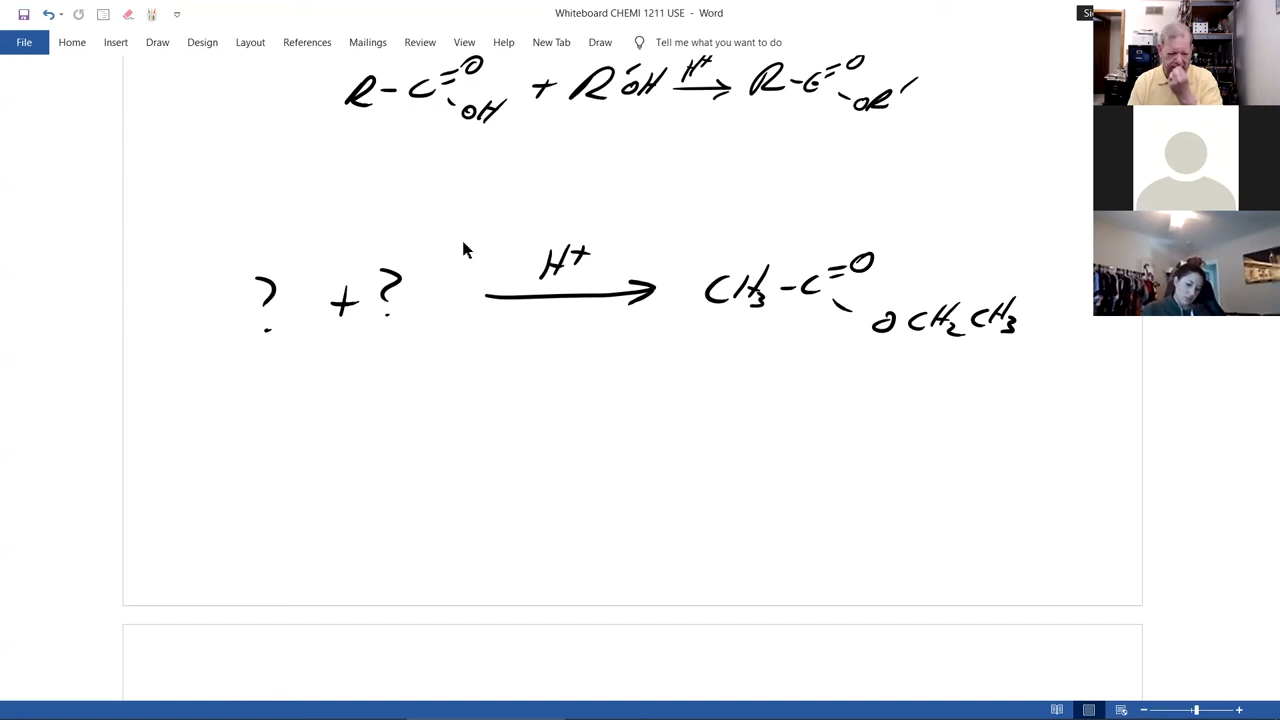 Whiteboard CHEMI 1211 USE - Word
File Home Insert Draw Design Layout References Mailings Review View Help New Tab Draw Tell me what you want to do
R-C=O
OH + R'OH H+ → R-C=O
OR'
? + ? H+ → CH3-C=O
OCH2CH3